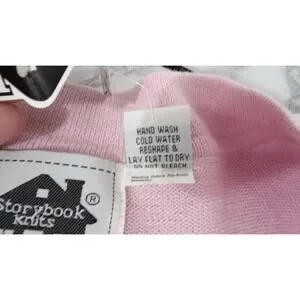 HAND WASH
COLD WATER
RESHAPE &
LAY FLAT TO DRY
DO NOT BLEACH.
Storybook ®
knits